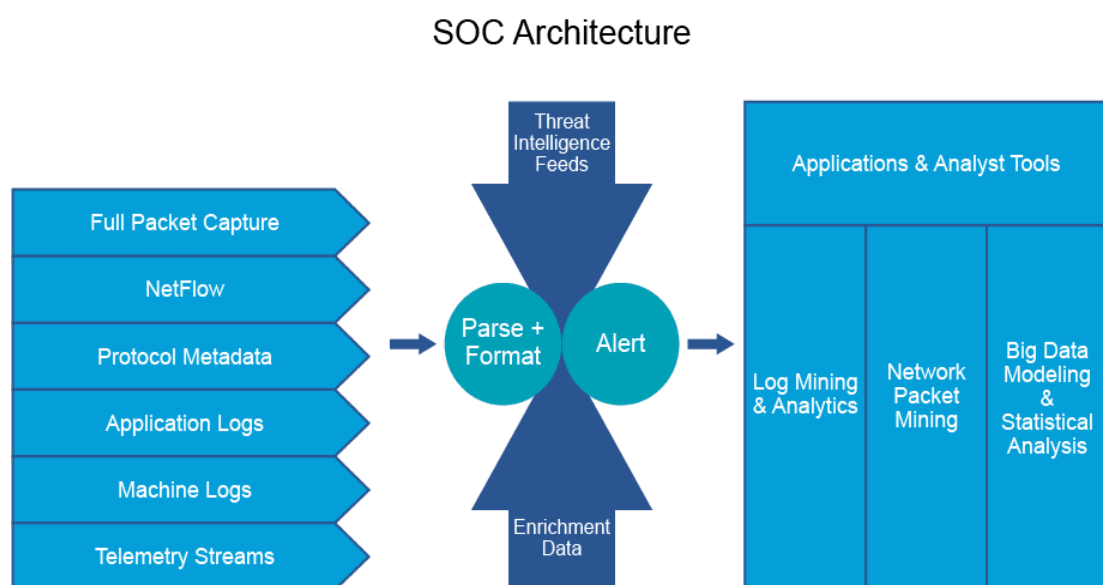 SOC Architecture
Full Packet Capture
NetFlow
Protocol Metadata
Application Logs
Machine Logs
Telemetry Streams
Threat
Intelligence
Feeds
Parse +
Format
Alert
Enrichment
Data
Applications & Analyst Tools
Log Mining
& Analytics
Network
Packet
Mining
Big Data
Modeling
&
Statistical
Analysis